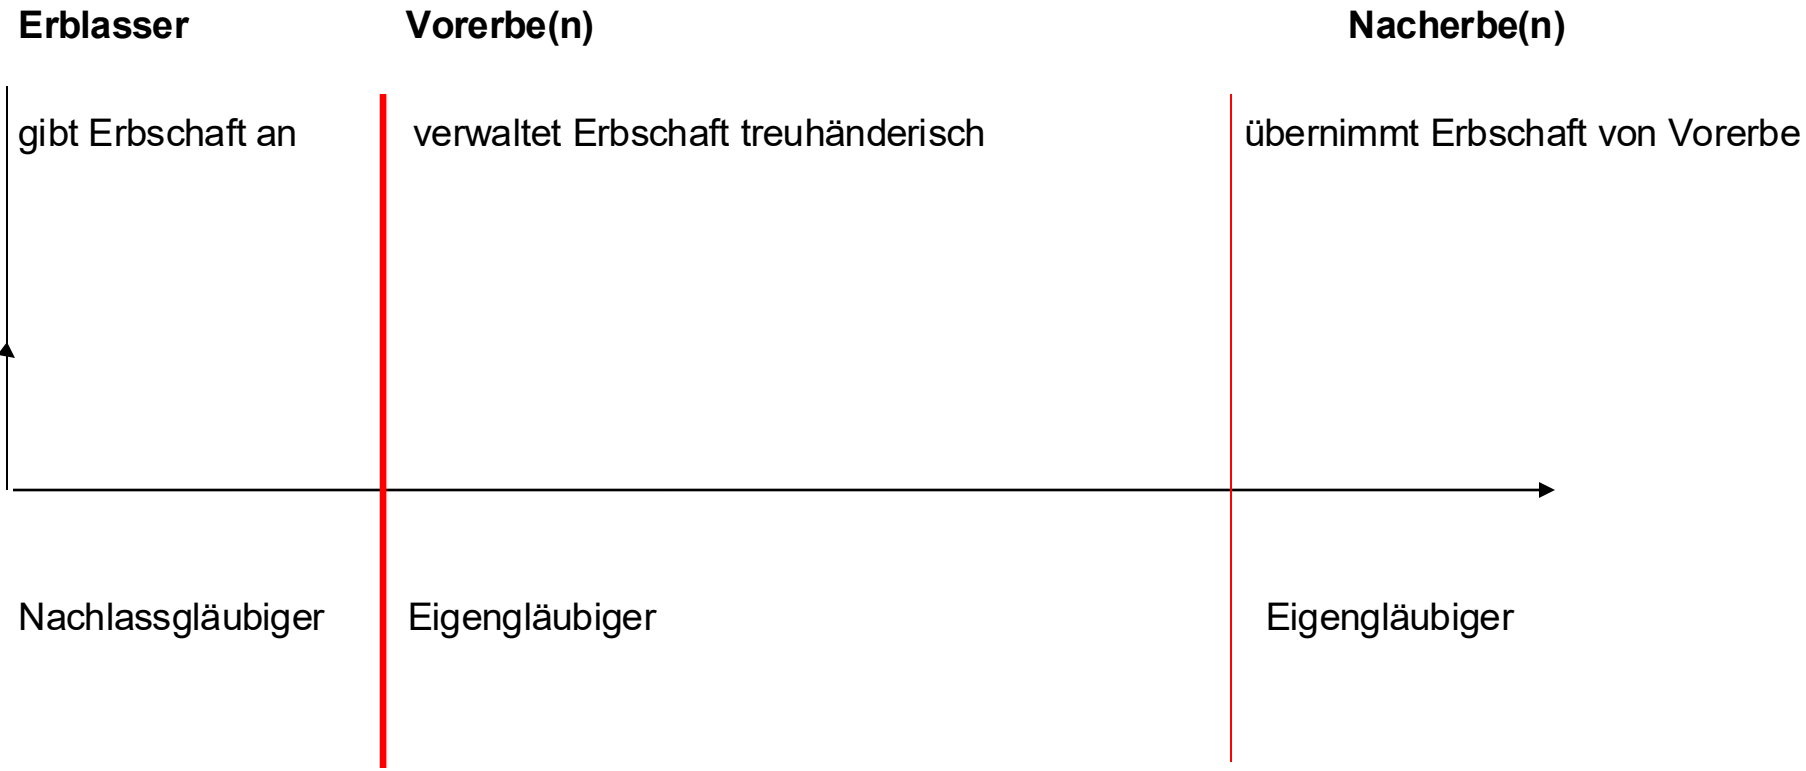 Erblasser Vorerbe(n) Nacherbe(n)
gibt Erbschaft an verwaltet Erbschaft treuhänderisch übernimmt Erbschaft von Vorerbe
Nachlassgläubiger Eigengläubiger Eigengläubiger